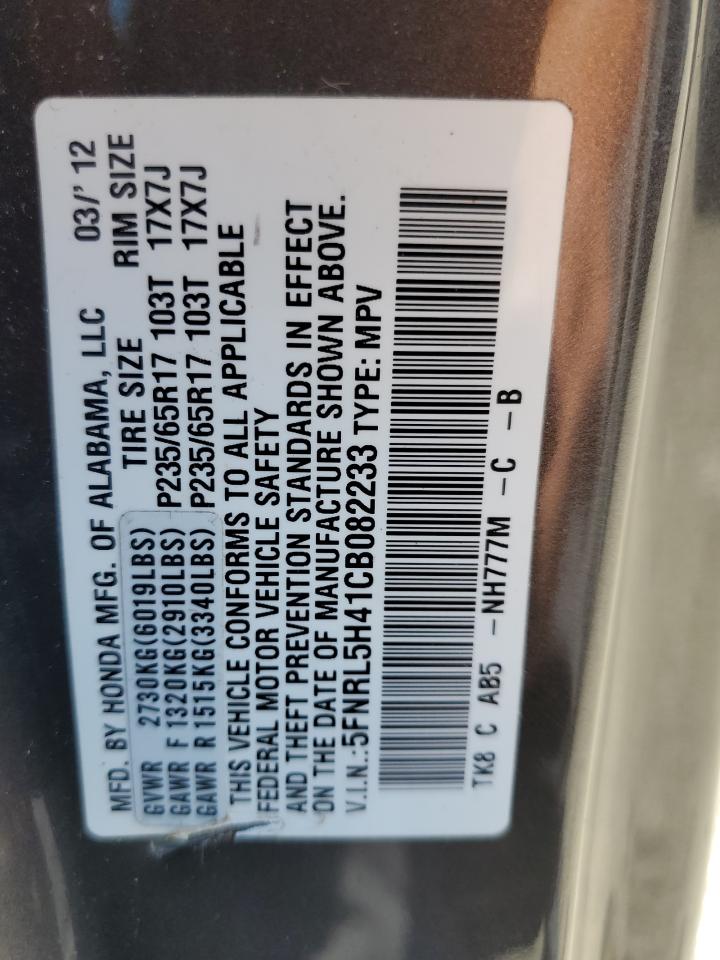 MFD. BY HONDA MFG. OF ALABAMA, LLC 03/'12
TIRE SIZE RIM SIZE
GVWR 2730KG(6019LBS)
GAWR F 1320KG(2910LBS) P235/65R17 103T 17X7J
GAWR R 1515KG(3340LBS) P235/65R17 103T 17X7J
THIS VEHICLE CONFORMS TO ALL APPLICABLE
FEDERAL MOTOR VEHICLE SAFETY
AND THEFT PREVENTION STANDARDS IN EFFECT
ON THE DATE OF MANUFACTURE SHOWN ABOVE.
V.I.N.:5FNRL5H41CB082233 TYPE: MPV
TK8 C AB5 -NH777M -C -B